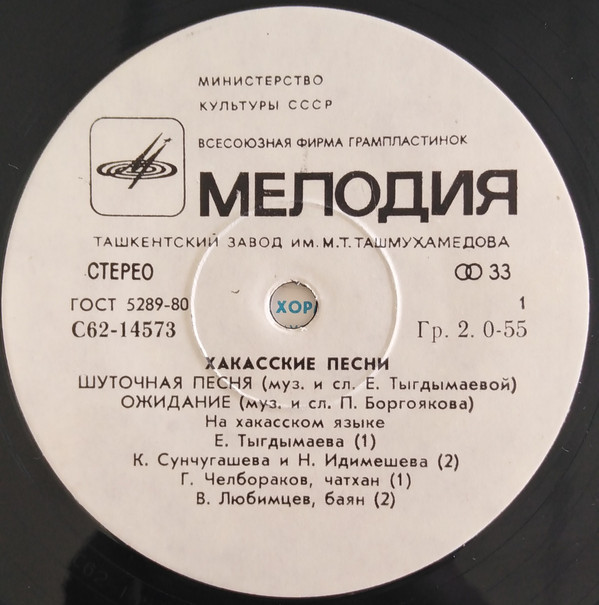 МИНИСТЕРСТВО
КУЛЬТУРЫ СССР
ВСЕСОЮЗНАЯ ФИРМА ГРАМПЛАСТИНОК
МЕЛОДИЯ
ТАШКЕНТСКИЙ ЗАВОД ИМ. М.Т. ТАШМУХАМЕДОВА
СТЕРЕО 33
ГОСТ 5289-80 ХОР 1
С62-14573 Гр. 2. 0-55
ХАКАССКИЕ ПЕСНИ
ШУТОЧНАЯ ПЕСНЯ (муз. и сл. Е. Тыгдымаевой)
ОЖИДАНИЕ (муз. и сл. П. Боргоякова)
На хакасском языке
Е. Тыгдымаева (1)
К. Сунчугашева и Н. Идимешева (2)
Г. Челбораков, чатхан (1)
В. Любимцев, баян (2)